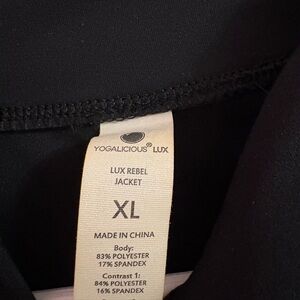 YOGALICIOUS® LUX
LUX REBEL
JACKET
XL
MADE IN CHINA
Body:
83% POLYESTER
17% SPANDEX
Contrast 1:
84% POLYESTER
16% SPANDEX